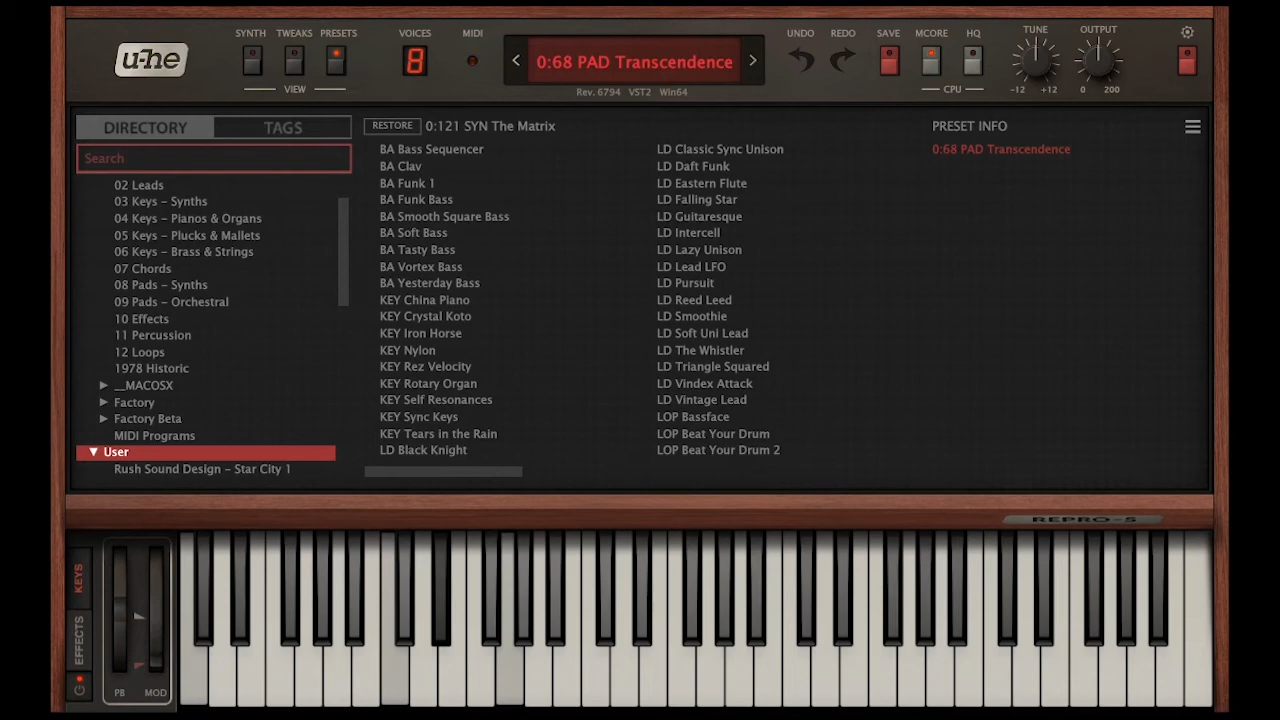 SYNTH TWEAKS PRESETS VOICES MIDI UNDO REDO SAVE MCORE HQ TUNE OUTPUT
u-he
8
0:68 PAD Transcendence
VIEW
Rev. 6794 VST2 Win64
CPU
-12 +12
0 200
DIRECTORY TAGS
RESTORE 0:121 SYN The Matrix
PRESET INFO
Search
0:68 PAD Transcendence
02 Leads
03 Keys - Synths
04 Keys - Pianos & Organs
05 Keys - Plucks & Mallets
06 Keys - Brass & Strings
07 Chords
08 Pads - Synths
09 Pads - Orchestral
10 Effects
11 Percussion
12 Loops
1978 Historic
__MACOSX
Factory
Factory Beta
MIDI Programs
User
Rush Sound Design - Star City 1
BA Bass Sequencer
BA Clav
BA Funk 1
BA Funk Bass
BA Smooth Square Bass
BA Soft Bass
BA Tasty Bass
BA Vortex Bass
BA Yesterday Bass
KEY China Piano
KEY Crystal Koto
KEY Iron Horse
KEY Nylon
KEY Rez Velocity
KEY Rotary Organ
KEY Self Resonances
KEY Sync Keys
KEY Tears in the Rain
LD Black Knight
LD Classic Sync Unison
LD Daft Funk
LD Eastern Flute
LD Falling Star
LD Guitaresque
LD Intercell
LD Lazy Unison
LD Lead LFO
LD Pursuit
LD Reed Leed
LD Smoothie
LD Soft Uni Lead
LD The Whistler
LD Triangle Squared
LD Vindex Attack
LD Vintage Lead
LOP Bassface
LOP Beat Your Drum
LOP Beat Your Drum 2
REPRO-5
KEYS
EFFECTS
PB MOD